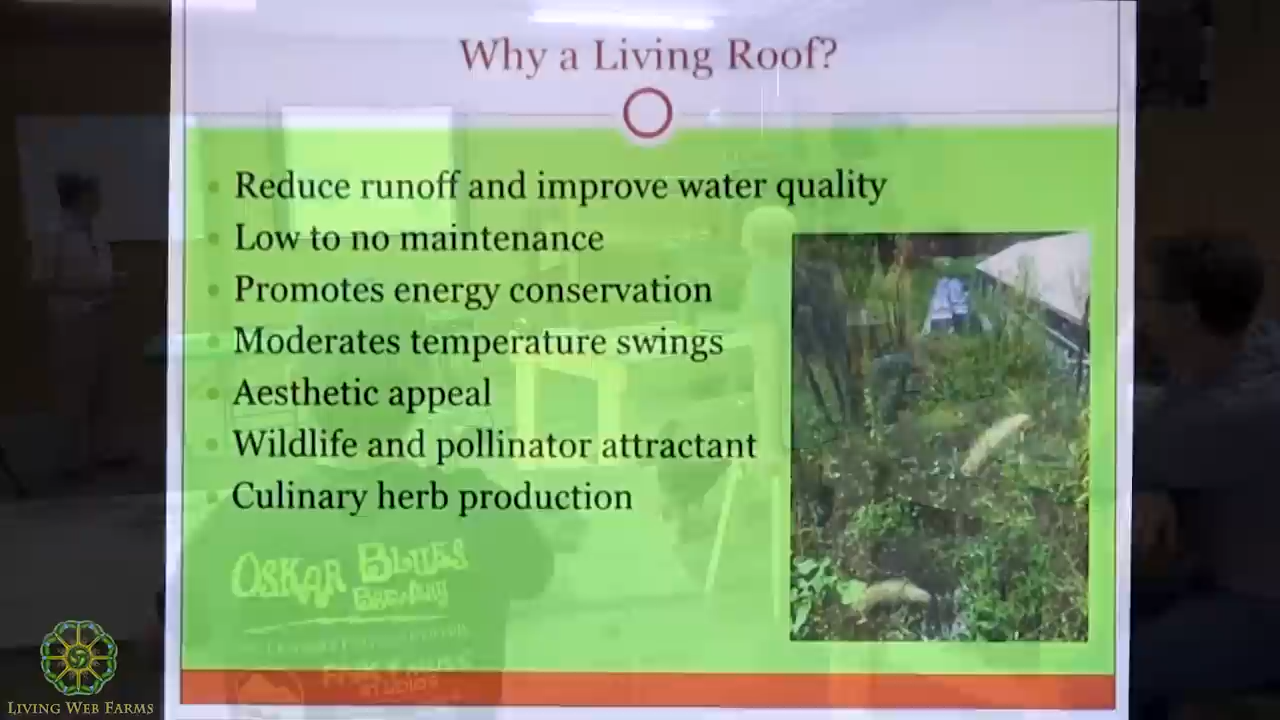 Why a Living Roof?
Reduce runoff and improve water quality
Low to no maintenance
Promotes energy conservation
Moderates temperature swings
Aesthetic appeal
Wildlife and pollinator attractant
Culinary herb production
OSKAR BLUES
BREWERY
LIVING WEB FARMS